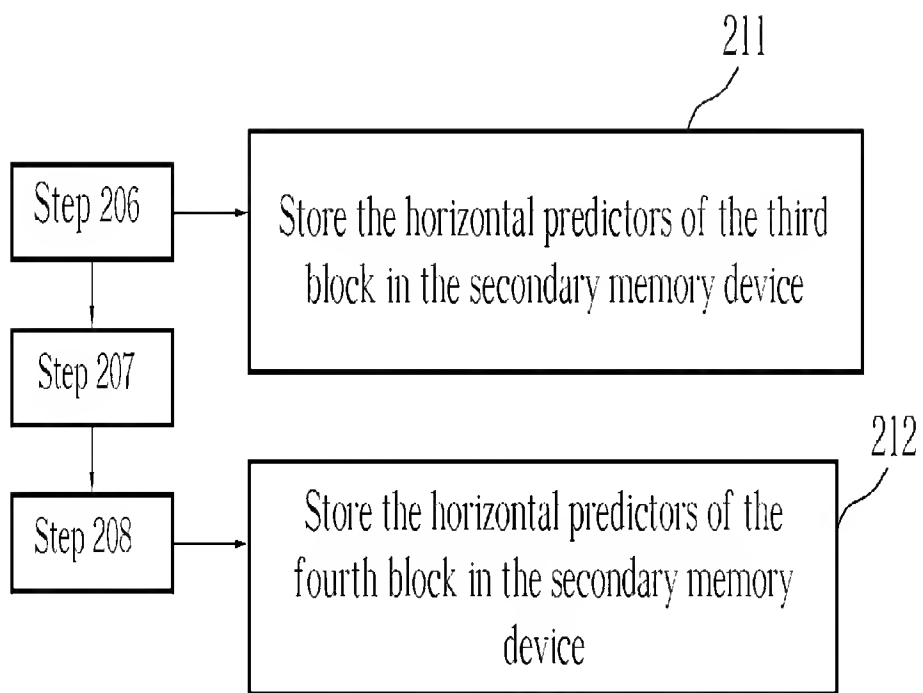 211
Step 206
Store the horizontal predictors of the third
block in the secondary memory device
Step 207
212
Step 208
Store the horizontal predictors of the
fourth block in the secondary memory
device